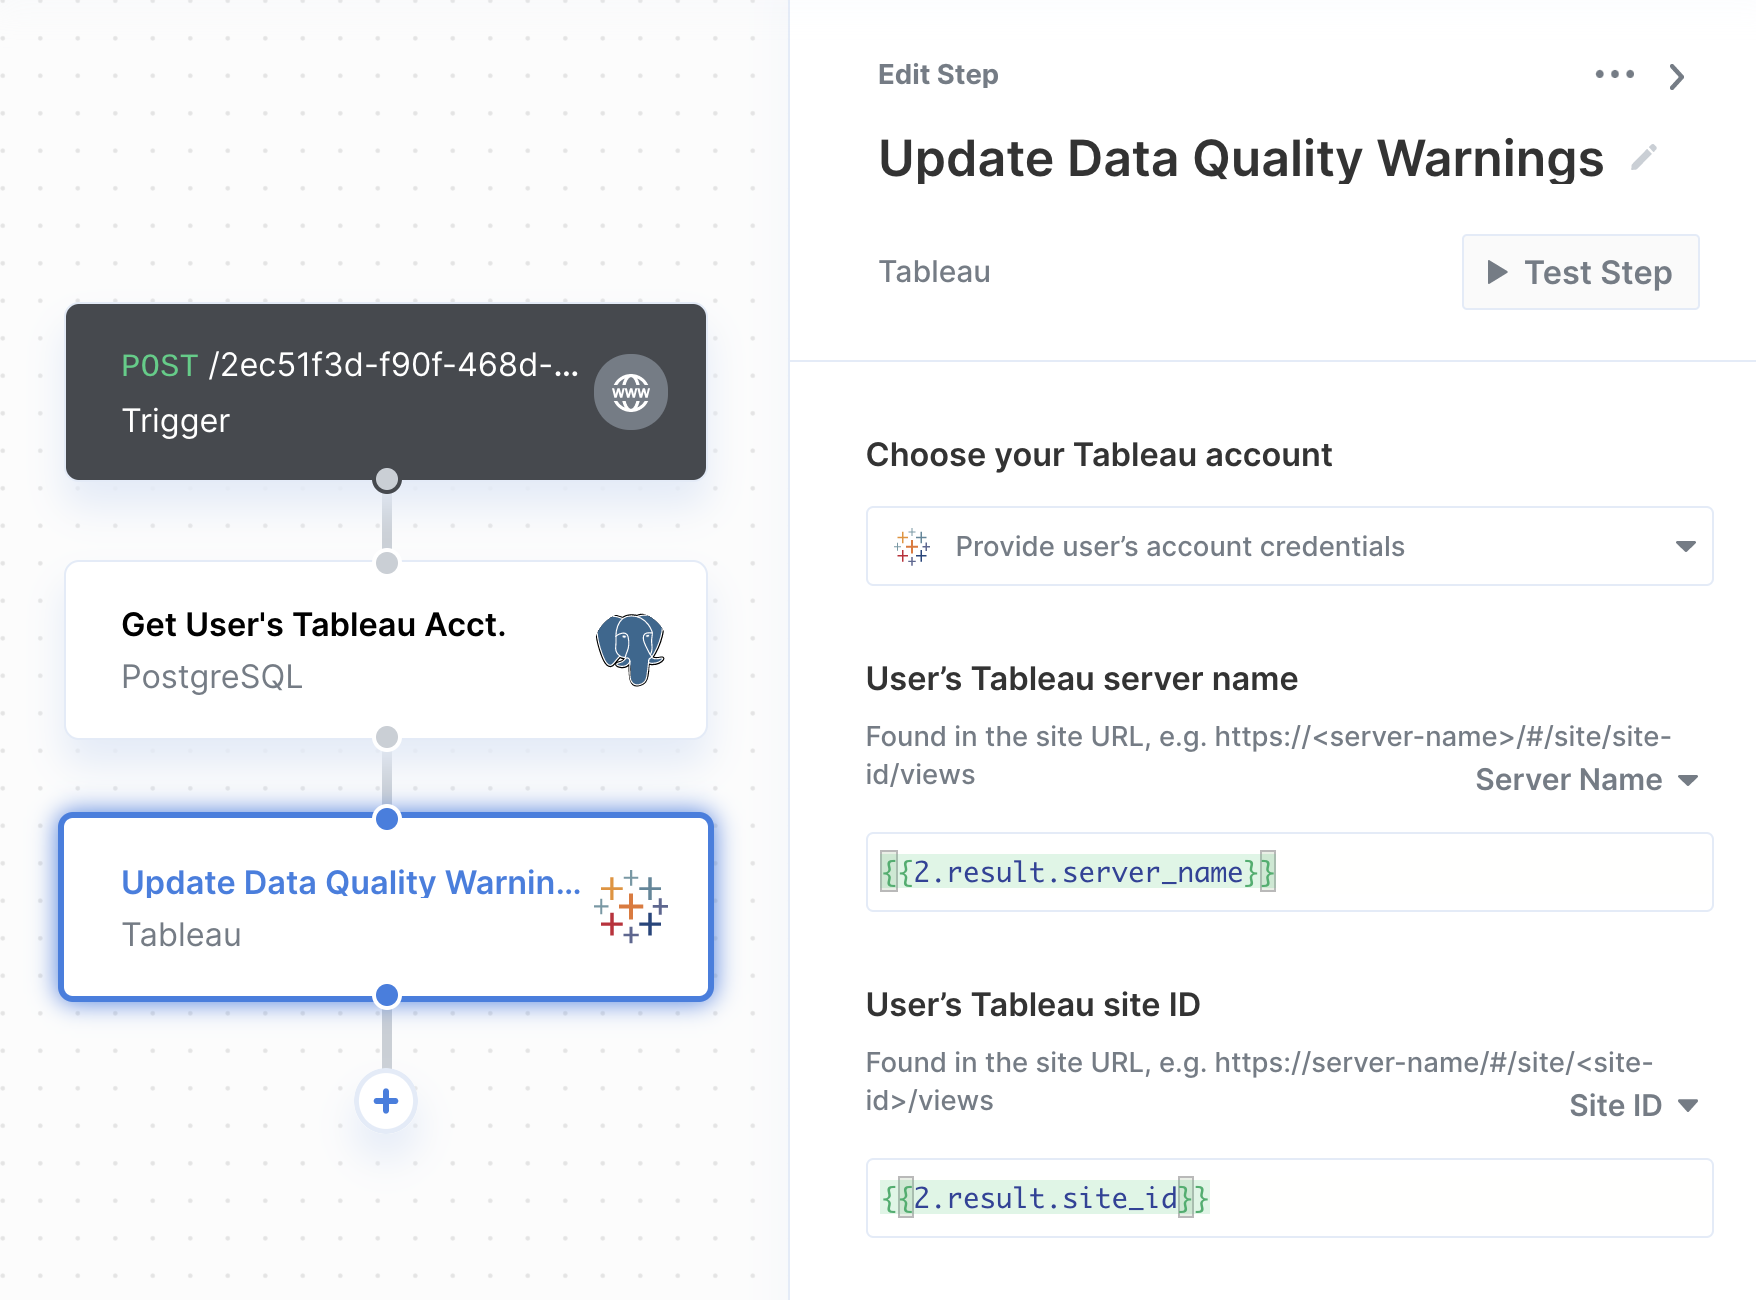 POST /2ec51f3d-f90f-468d-...
Trigger
www
Get User's Tableau Acct.
PostgreSQL
Update Data Quality Warnin...
Tableau
Edit Step
Update Data Quality Warnings
Tableau
Test Step
Choose your Tableau account
Provide user’s account credentials
User’s Tableau server name
Found in the site URL, e.g. https://<server-name>/#/site/site-
id/views
Server Name
{{2.result.server_name}}
User’s Tableau site ID
Found in the site URL, e.g. https://server-name/#/site/<site-
id>/views
Site ID
{{2.result.site_id}}